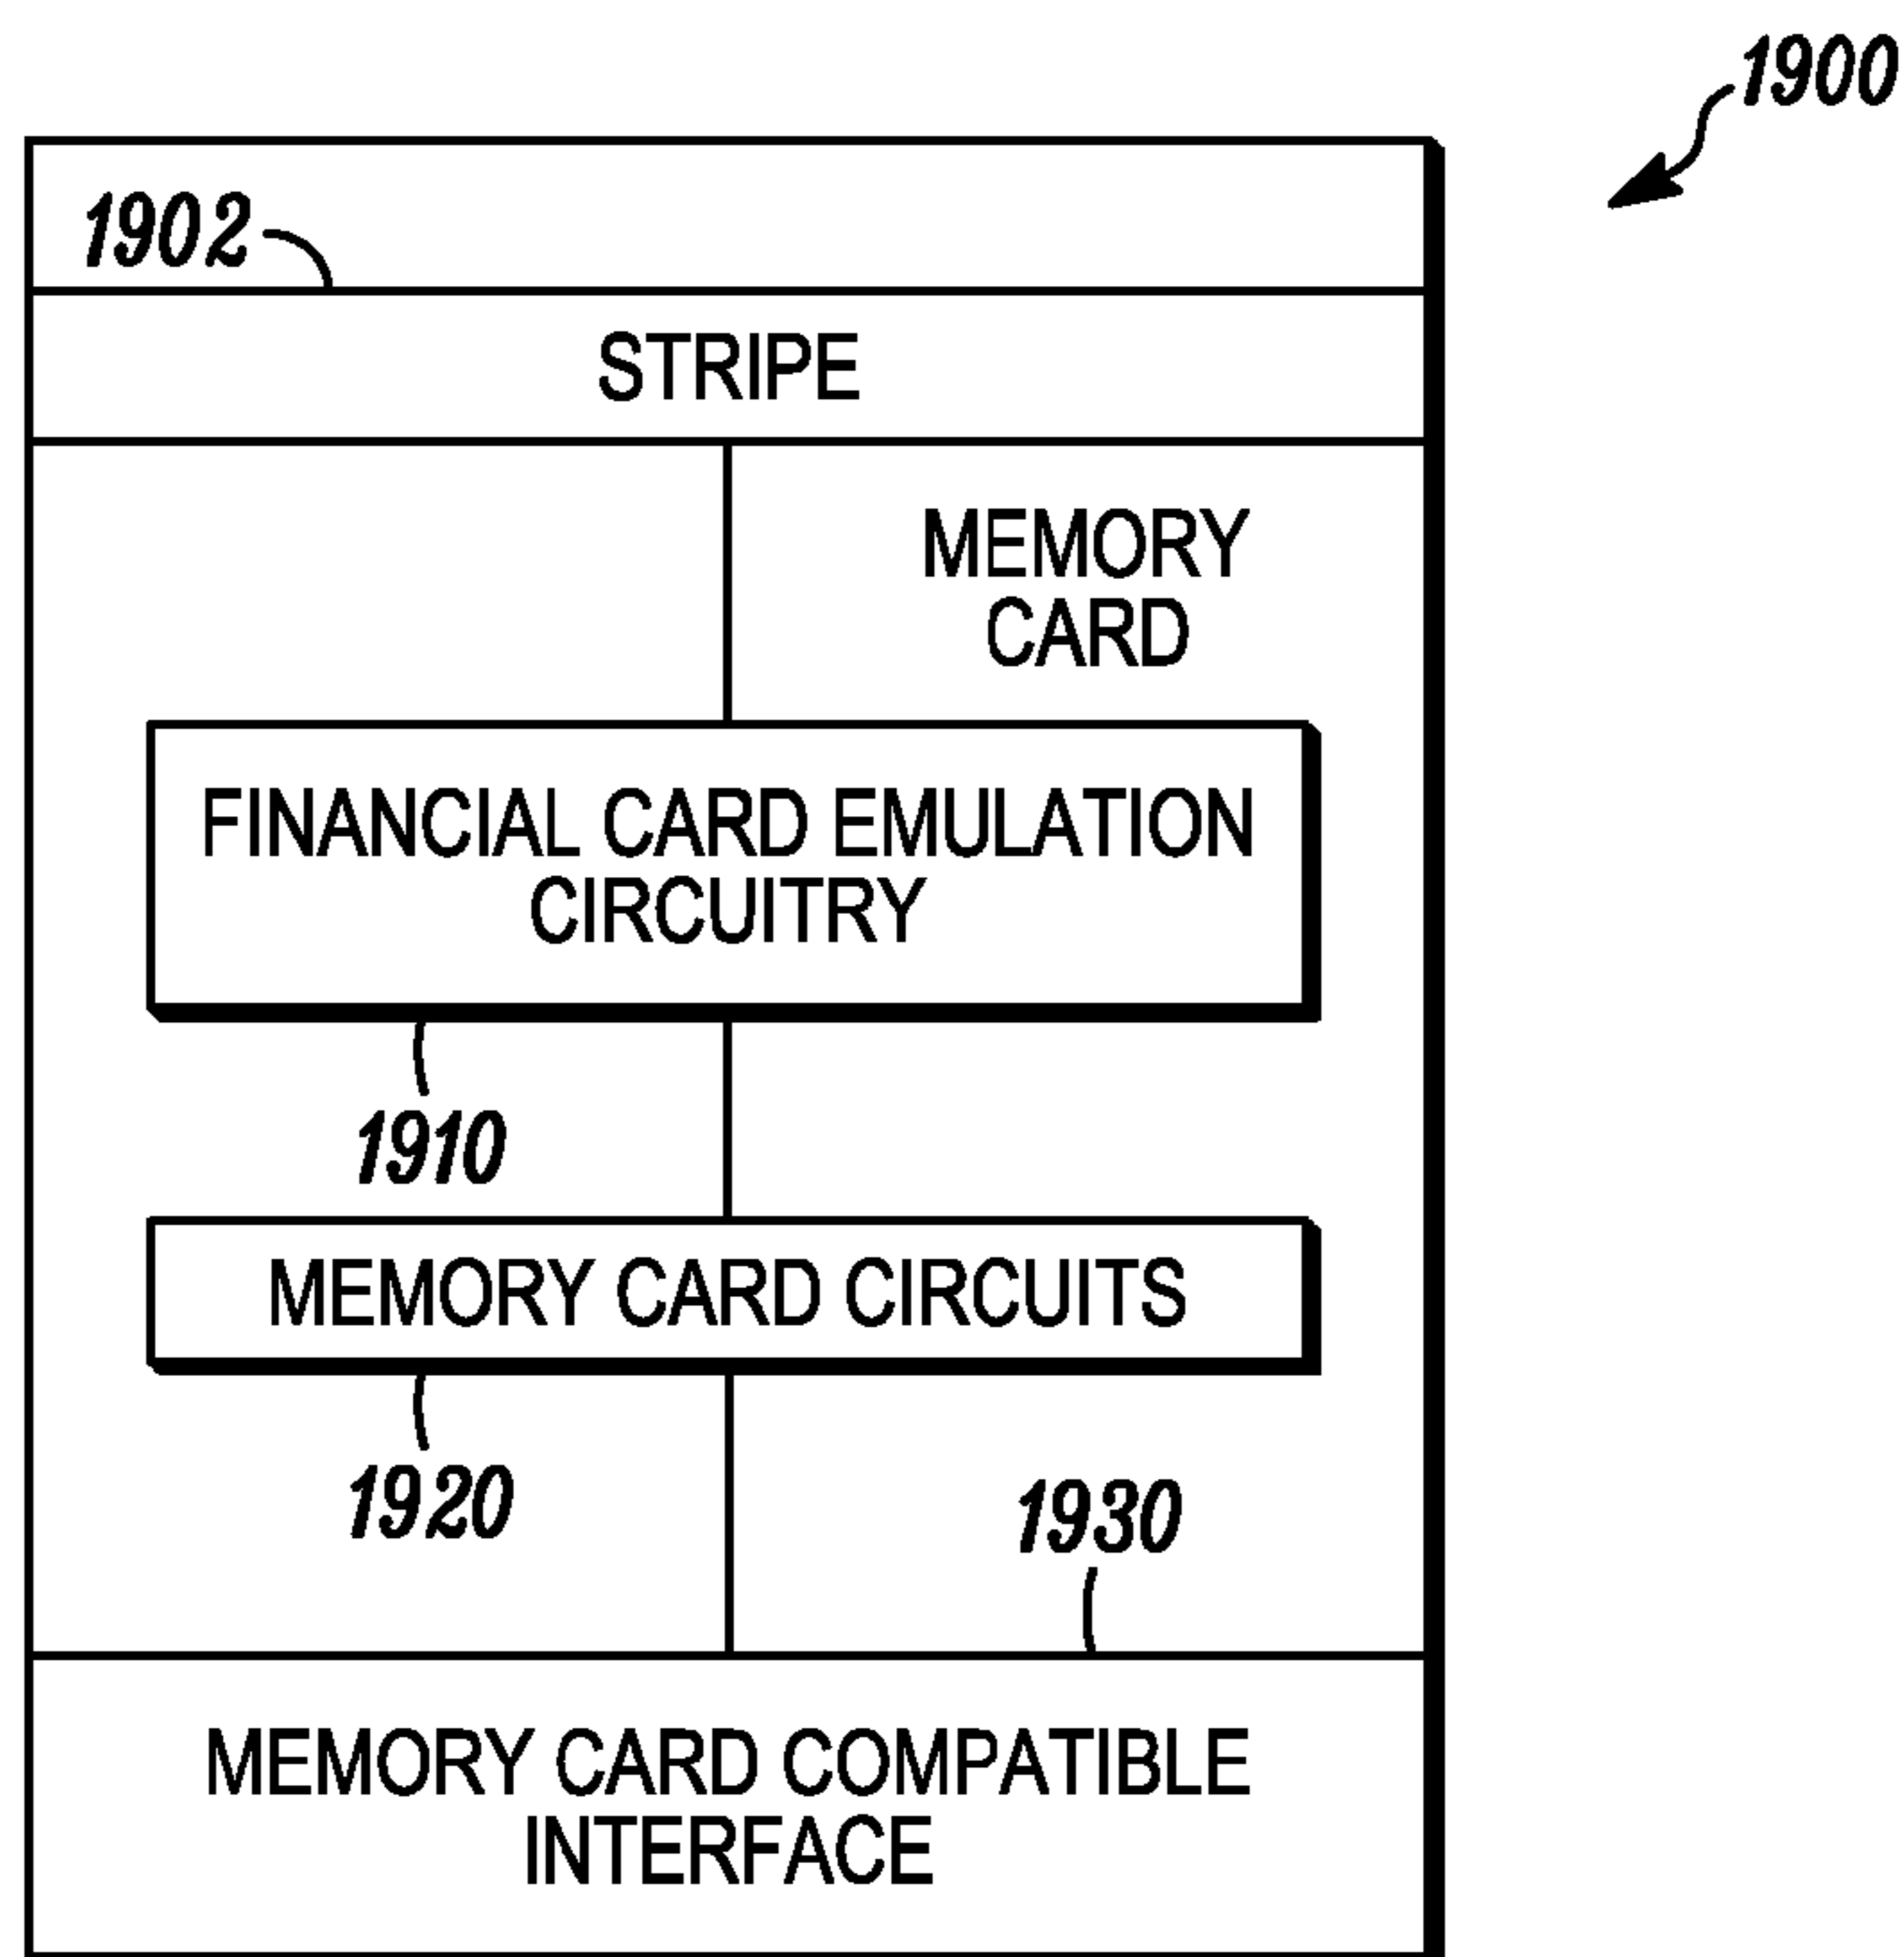 1900
1902
STRIPE
MEMORY
CARD
FINANCIAL CARD EMULATION
CIRCUITRY
1910
MEMORY CARD CIRCUITS
1920
1930
MEMORY CARD COMPATIBLE
INTERFACE